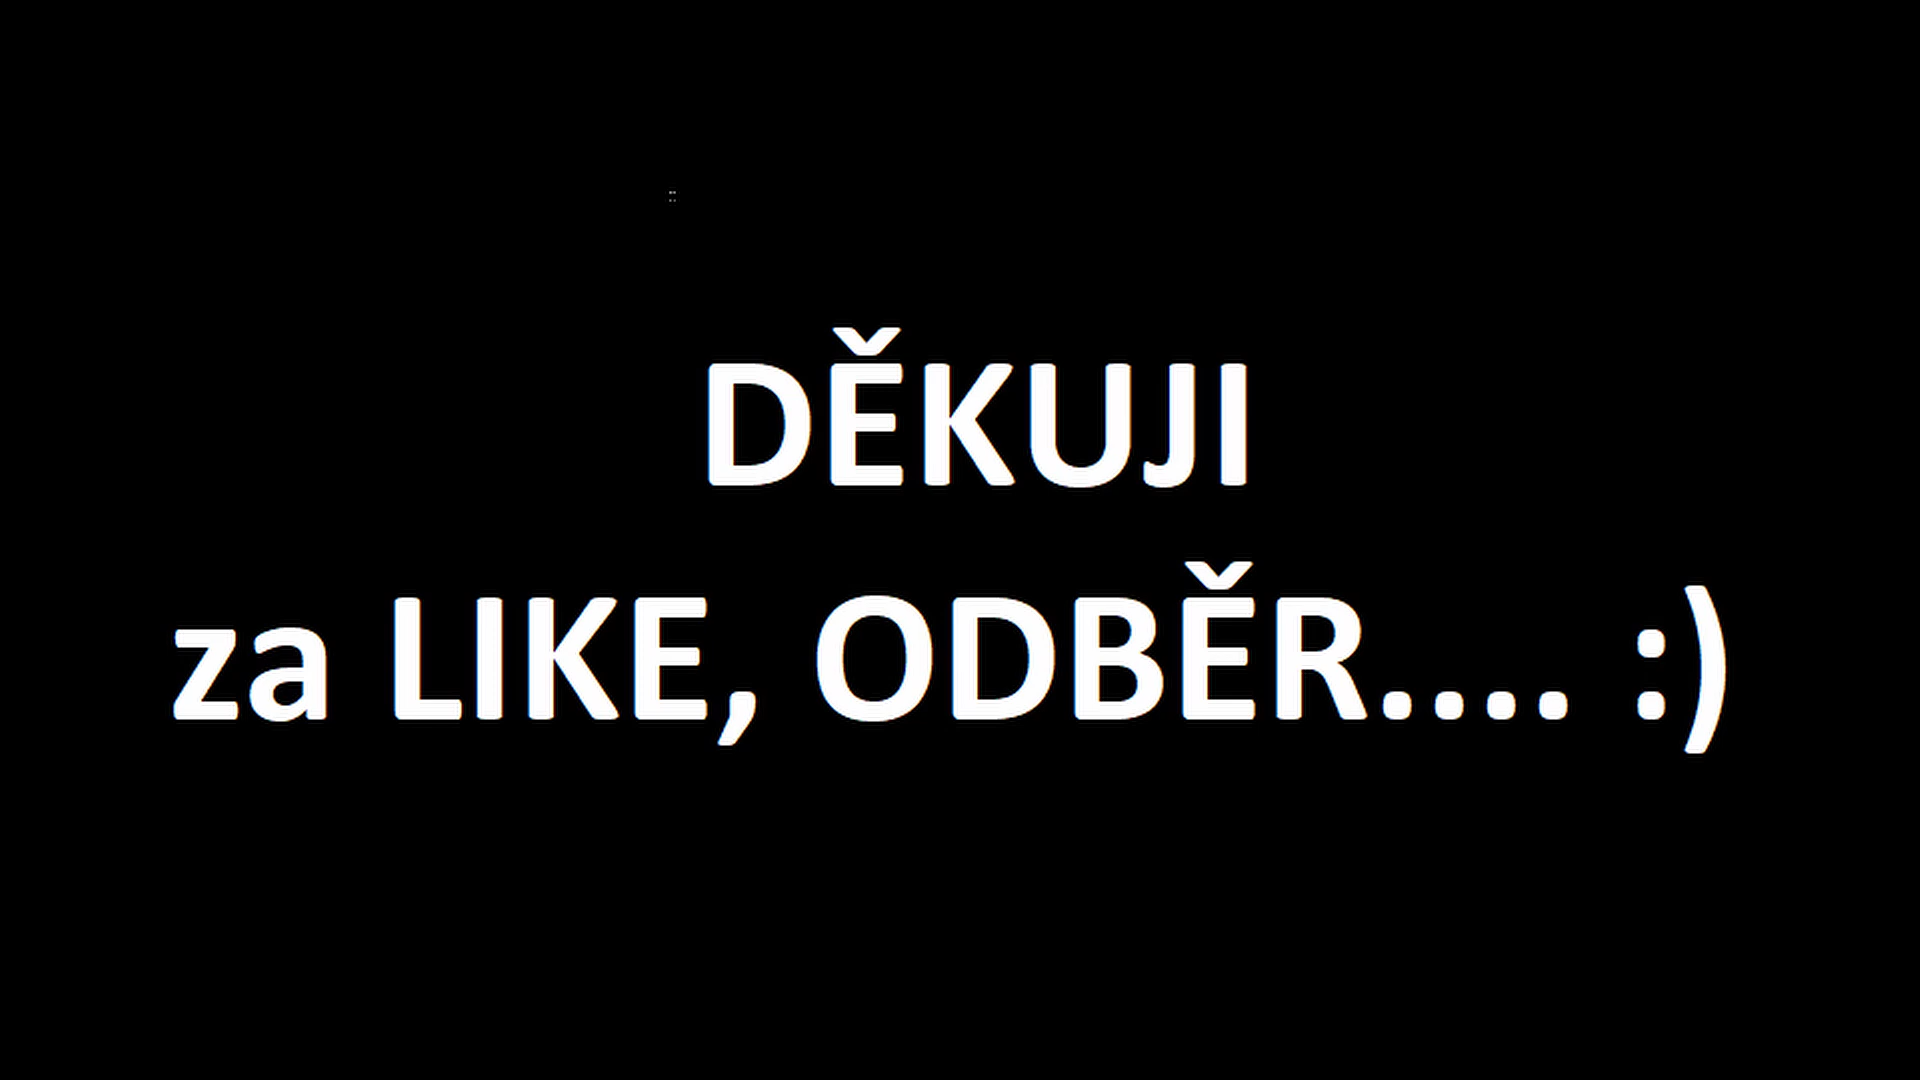 DĚKUJI
za LIKE, ODBĚR.... :)